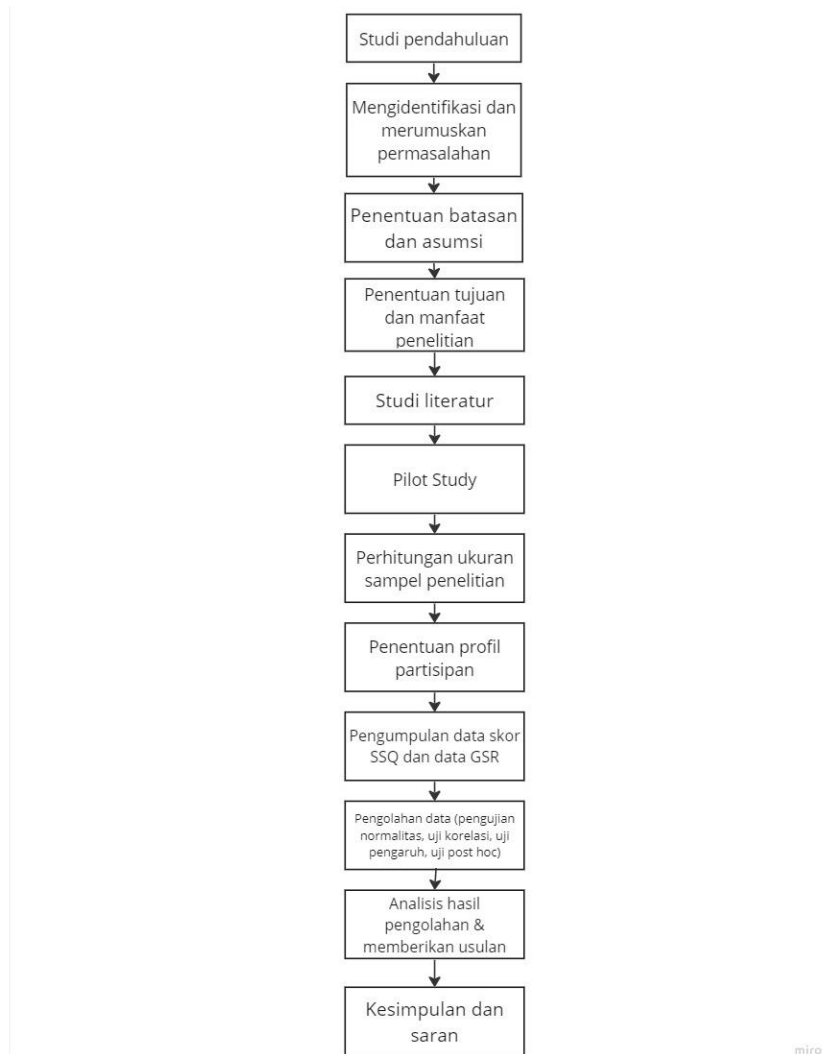 Studi pendahuluan
Mengidentifikasi dan
merumuskan
permasalahan
Penentuan batasan
dan asumsi
Penentuan tujuan
dan manfaat
penelitian
Studi literatur
Pilot Study
Perhitungan ukuran
sampel penelitian
Penentuan profil
partisipan
Pengumpulan data skor
SSQ dan data GSR
Pengolahan data (pengujian
normalitas, uji korelasi, uji
pengaruh, uji post hoc)
Analisis hasil
pengolahan &
memberikan usulan
Kesimpulan dan
saran
miro